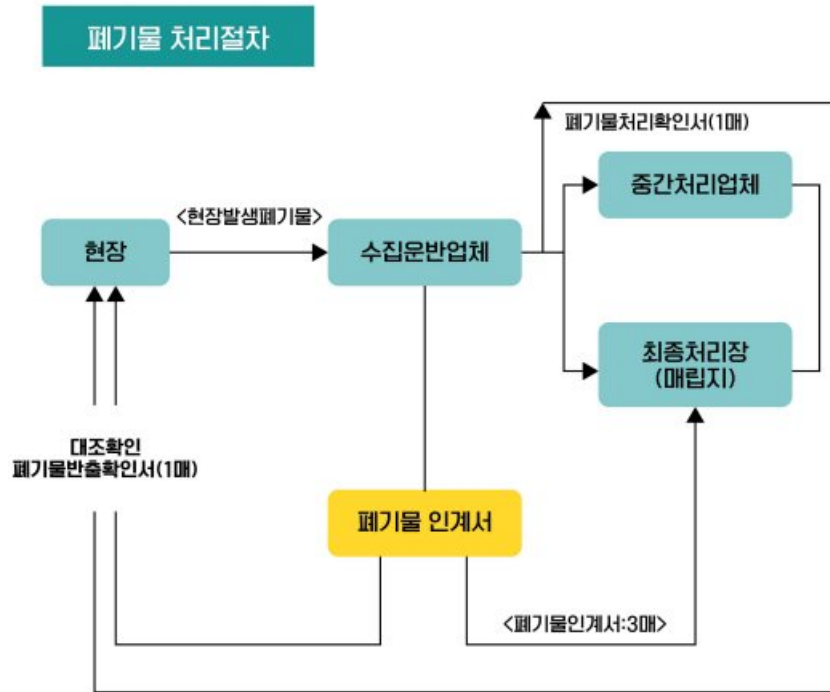 폐기물 처리절차
폐기물처리확인서(1매)
중간처리업체
<현장발생폐기물>
현장
수집운반업체
최종처리장
(매립지)
대조확인
폐기물반출확인서(1매)
폐기물 인계서
<폐기물인계서:3매>